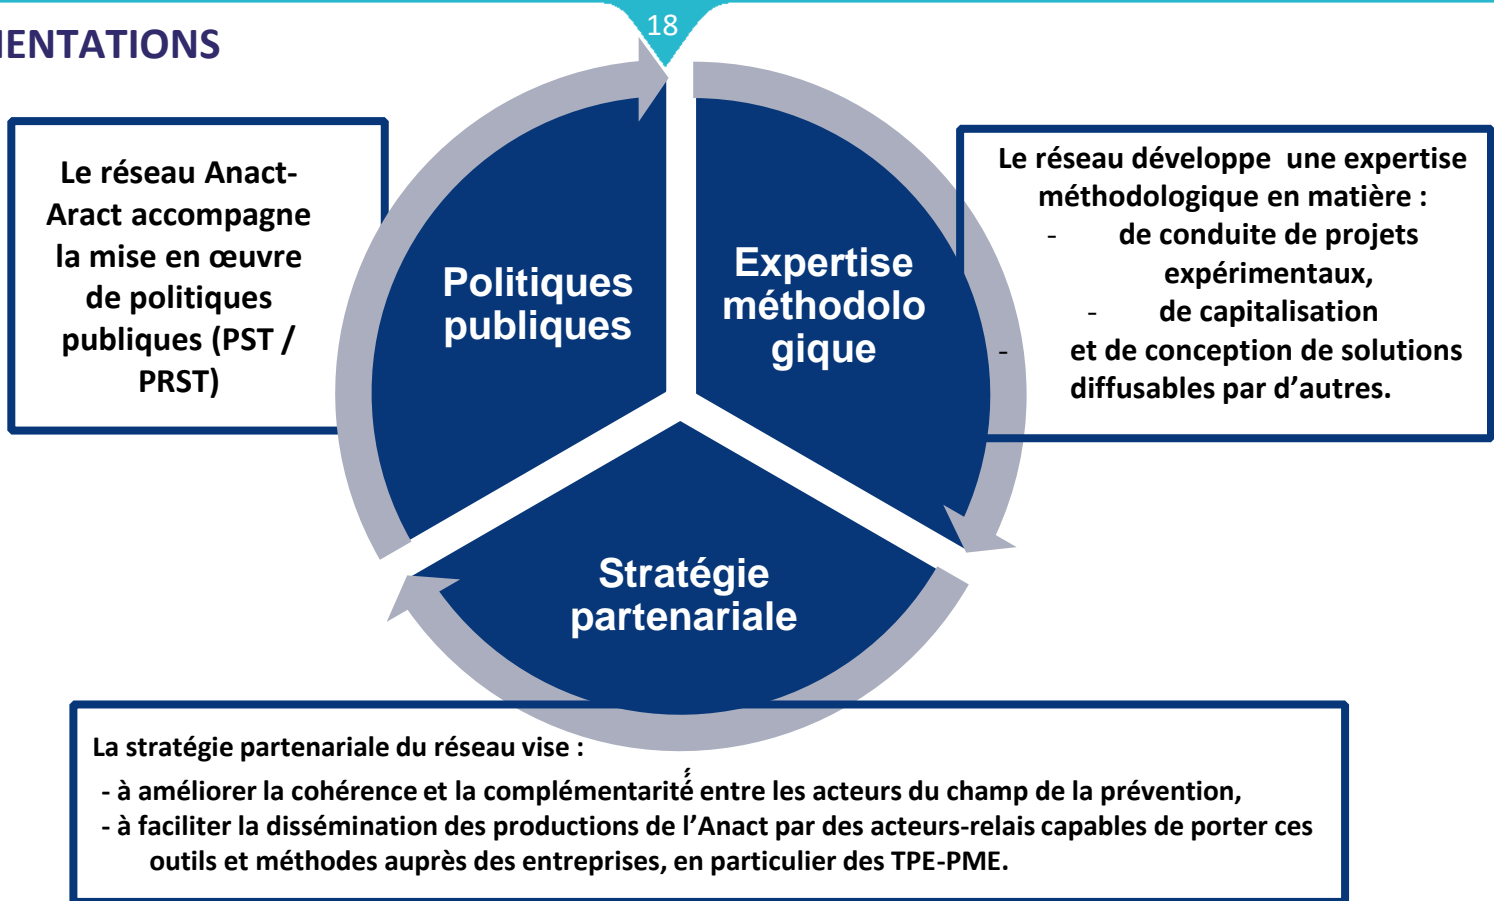 18
IENTATIONS
Le réseau Anact-
Aract accompagne
la mise en œuvre
de politiques
publiques (PST /
PRST)
Politiques
publiques
Expertise
méthodolo
gique
Le réseau développe une expertise
méthodologique en matière :
- de conduite de projets
expérimentaux,
- de capitalisation
- et de conception de solutions
diffusables par d’autres.
Stratégie
partenariale
La stratégie partenariale du réseau vise :
- à améliorer la cohérence et la complémentarité entre les acteurs du champ de la prévention,
- à faciliter la dissémination des productions de l’Anact par des acteurs-relais capables de porter ces
outils et méthodes auprès des entreprises, en particulier des TPE-PME.